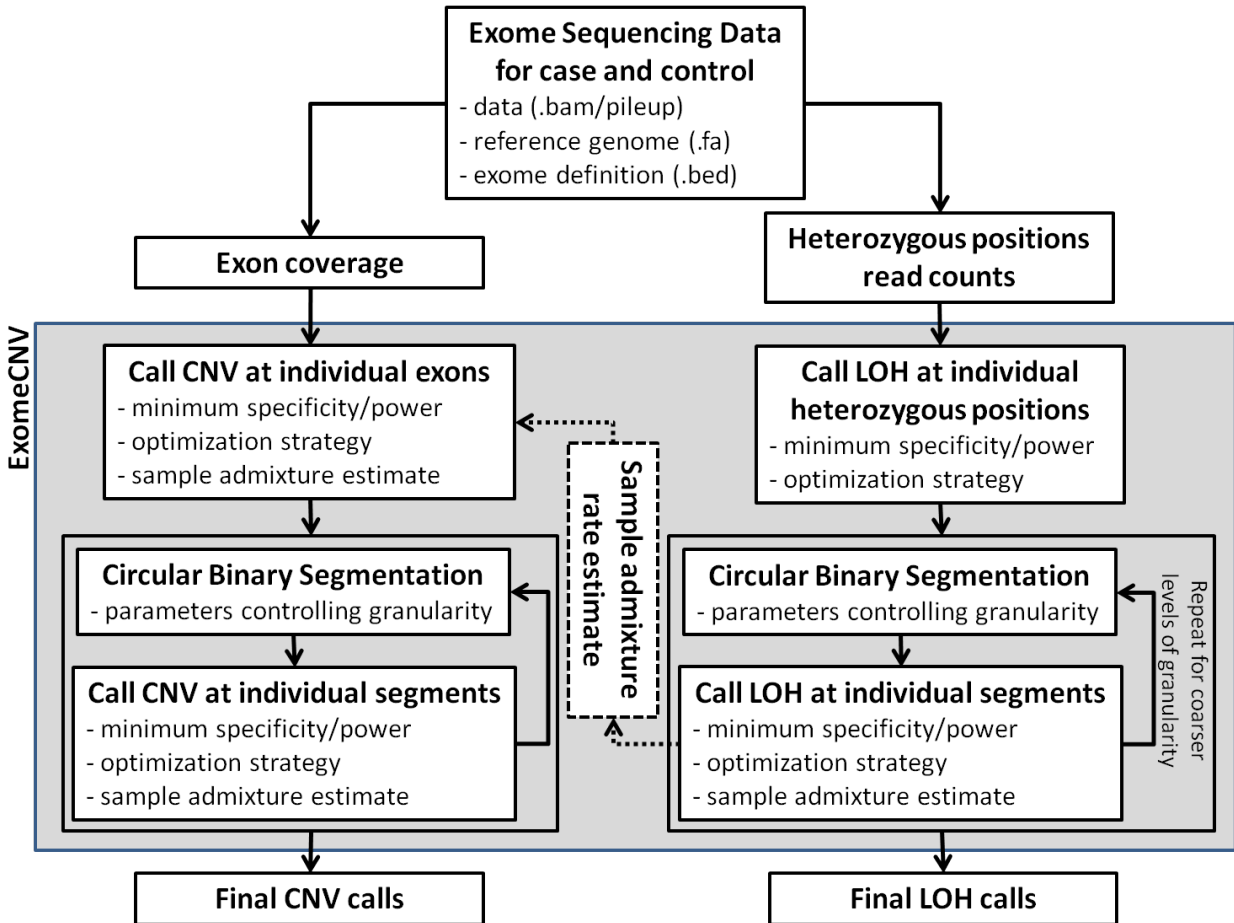 Exome Sequencing Data
for case and control
- data (.bam/pileup)
- reference genome (.fa)
- exome definition (.bed)
Exon coverage
Heterozygous positions
read counts
ExomeCNV
Call CNV at individual exons
- minimum specificity/power
- optimization strategy
- sample admixture estimate
Call LOH at individual
heterozygous positions
- minimum specificity/power
- optimization strategy
Sample admixture
rate estimate
Circular Binary Segmentation
- parameters controlling granularity
Call CNV at individual segments
- minimum specificity/power
- optimization strategy
- sample admixture estimate
Circular Binary Segmentation
- parameters controlling granularity
Call LOH at individual segments
- minimum specificity/power
- optimization strategy
- sample admixture estimate
Repeat for coarser
levels of granularity
Final CNV calls
Final LOH calls